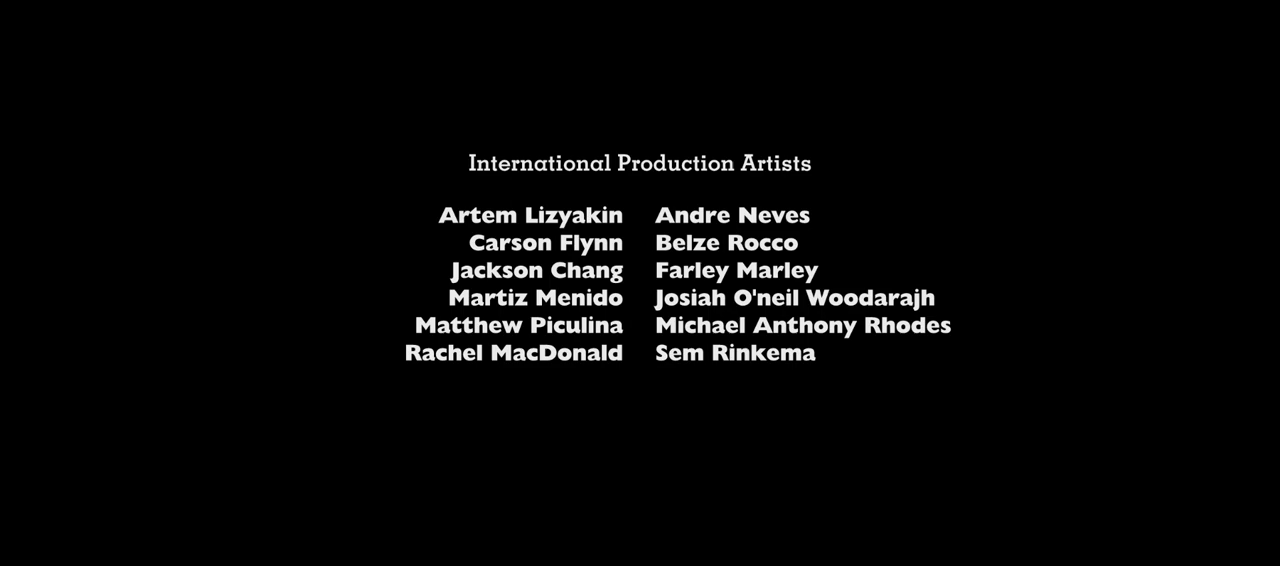 International Production Artists
Artem Lizyakin Andre Neves
Carson Flynn Belze Rocco
Jackson Chang Farley Marley
Martiz Menido Josiah O'neil Woodarajh
Matthew Piculina Michael Anthony Rhodes
Rachel MacDonald Sem Rinkema